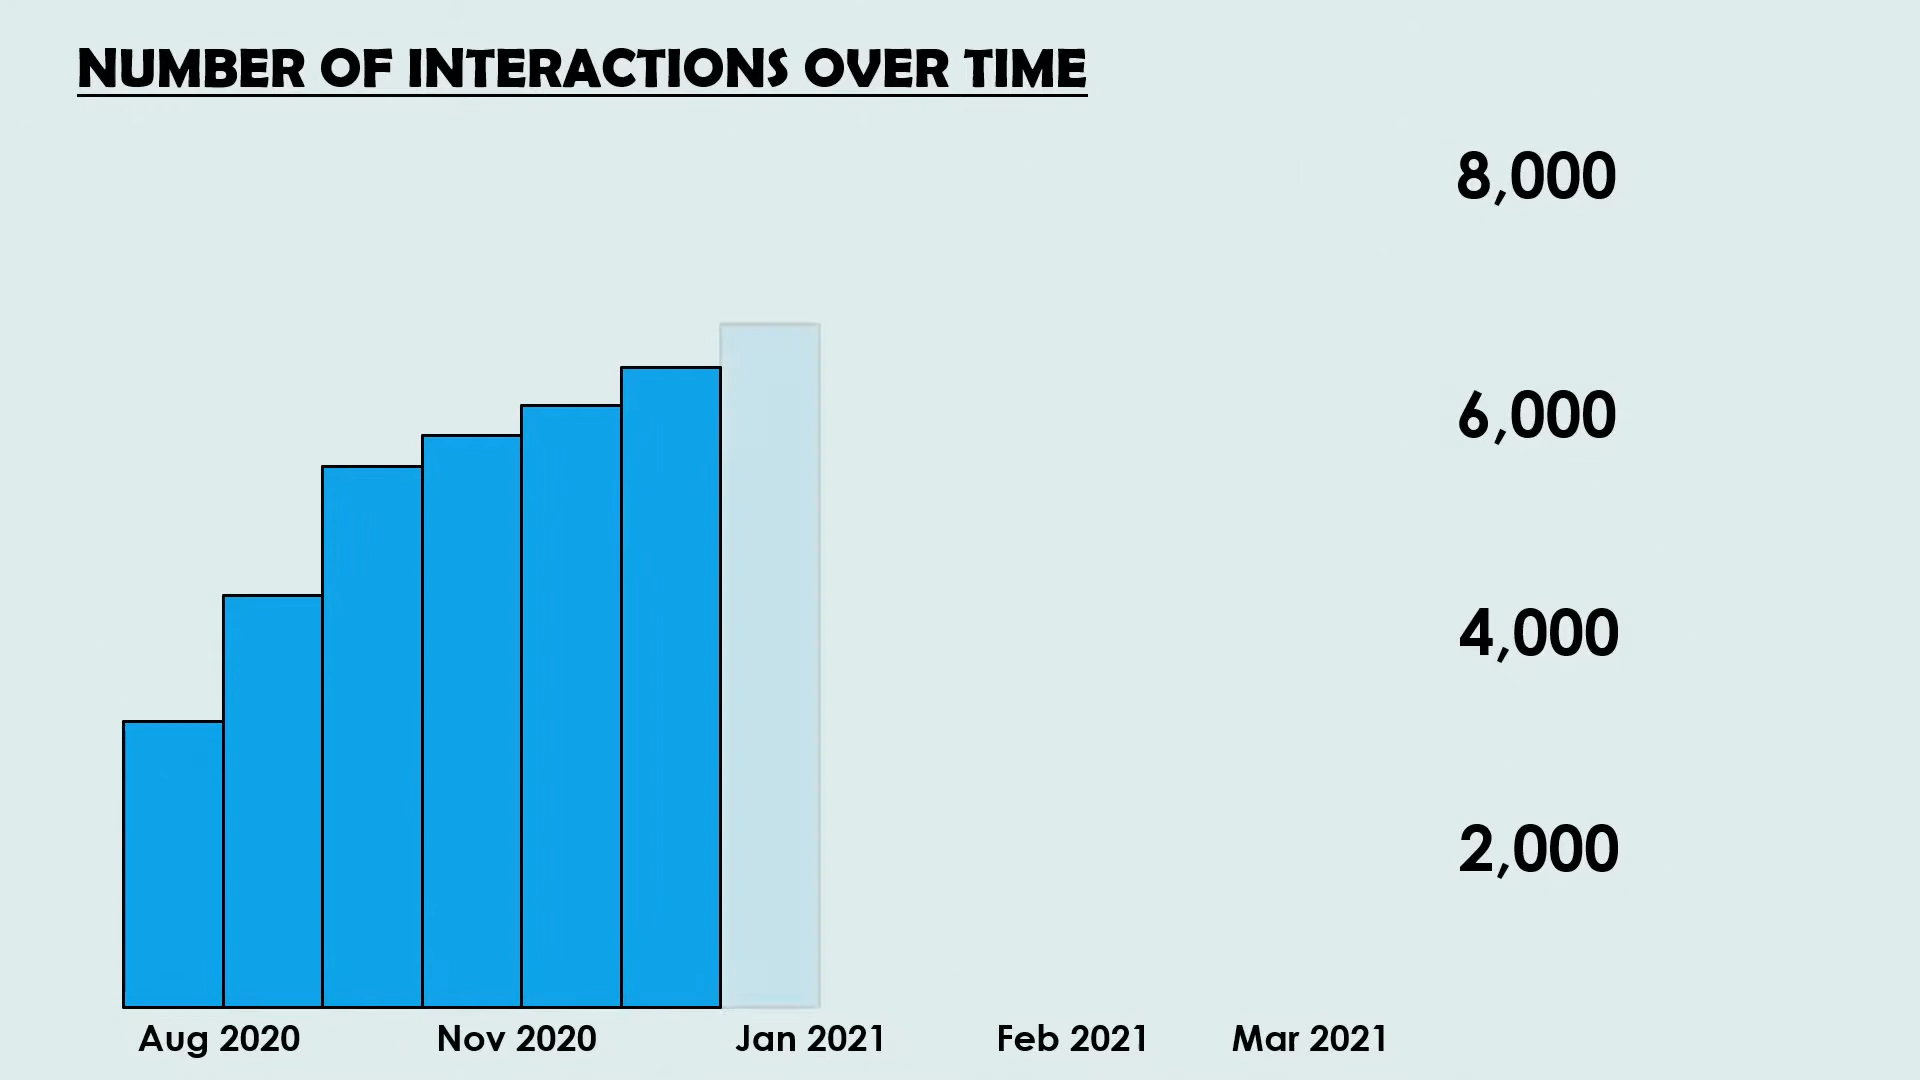 NUMBER OF INTERACTIONS OVER TIME
8,000
6,000
4,000
2,000
Aug 2020 Nov 2020 Jan 2021 Feb 2021 Mar 2021